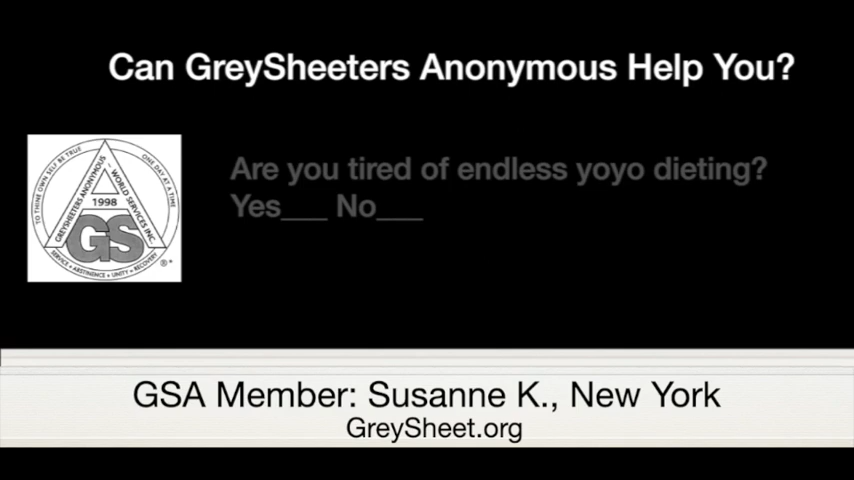 Can GreySheeters Anonymous Help You?
TO THINE OWN SELF BE TRUE
ONE DAY AT A TIME
GREYSHEETERS ANONYMOUS
WORLD SERVICES INC.
1998
GS
SERVICE • ABSTINENCE • UNITY • RECOVERY
®
Are you tired of endless yoyo dieting?
Yes___ No___
GSA Member: Susanne K., New York
GreySheet.org